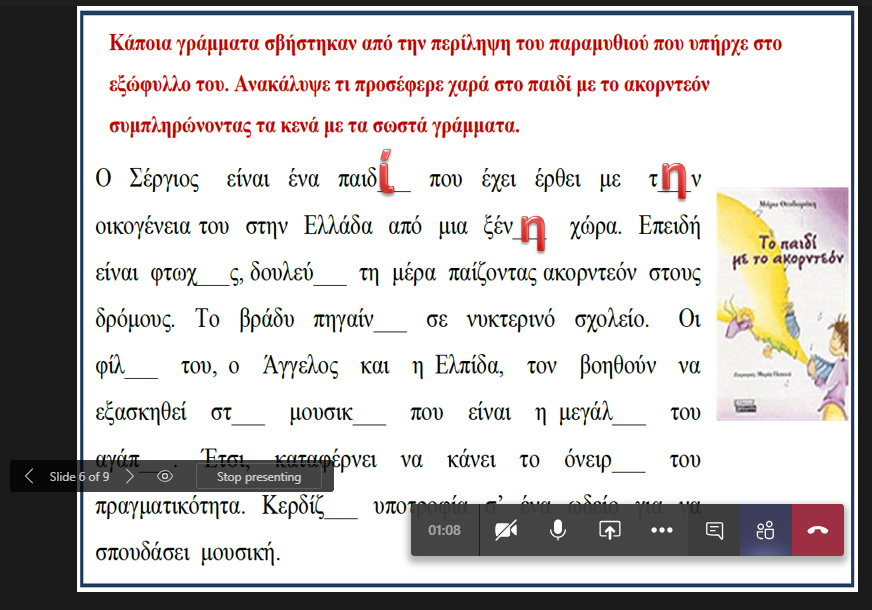 Κάποια γράμματα σβήστηκαν από την περίληψη του παραμυθιού που υπήρχε στο
εξώφυλλο του. Ανακάλυψε τι προσέφερε χαρά στο παιδί με το ακορντεόν
συμπληρώνοντας τα κενά με τα σωστά γράμματα.
Ο Σέργιος είναι ένα παιδί__ που έχει έρθει με τ_η_ν
οικογένεια του στην Ελλάδα από μια ξέν_η_ χώρα. Επειδή
είναι φτωχ___ς, δουλεύ___ τη μέρα παίζοντας ακορντεόν στους
δρόμους. Το βράδυ πηγαίν___ σε νυκτερινό σχολείο. Οι
φίλ___ του, ο Άγγελος και η Ελπίδα, τον βοηθούν να
εξασκηθεί στ___ μουσικ___ που είναι η μεγάλ___ του
αγάπ___. Έτσι, καταφέρνει να κάνει το όνειρ___ του
πραγματικότητα. Κερδίζ___ υποτροφία σ’ ένα ωδείο για να
σπουδάσει μουσική.
Μάρω Θεοδωράκη
Το παιδί
με το ακορντεόν
Slide 6 of 9
Stop presenting
01:08